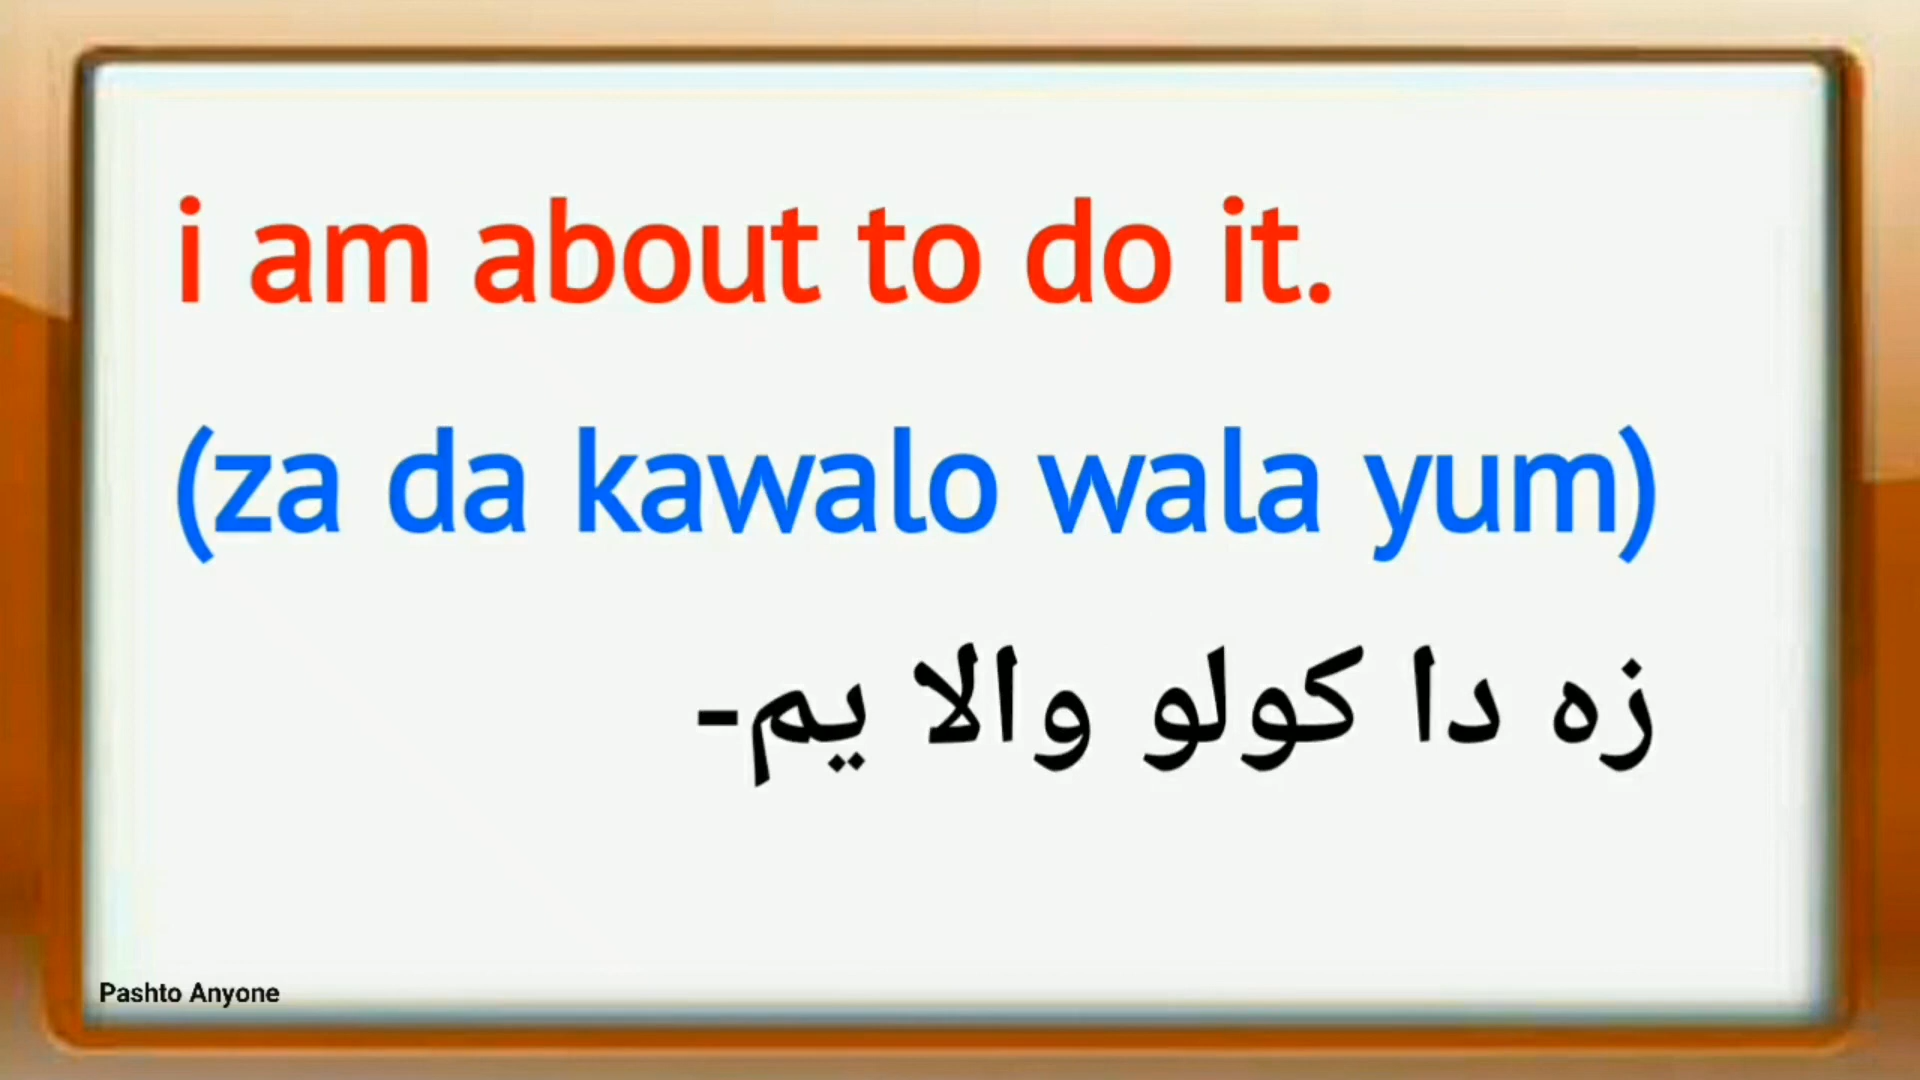 i am about to do it.
(za da kawalo wala yum)
زه دا کولو والا یم-
Pashto Anyone